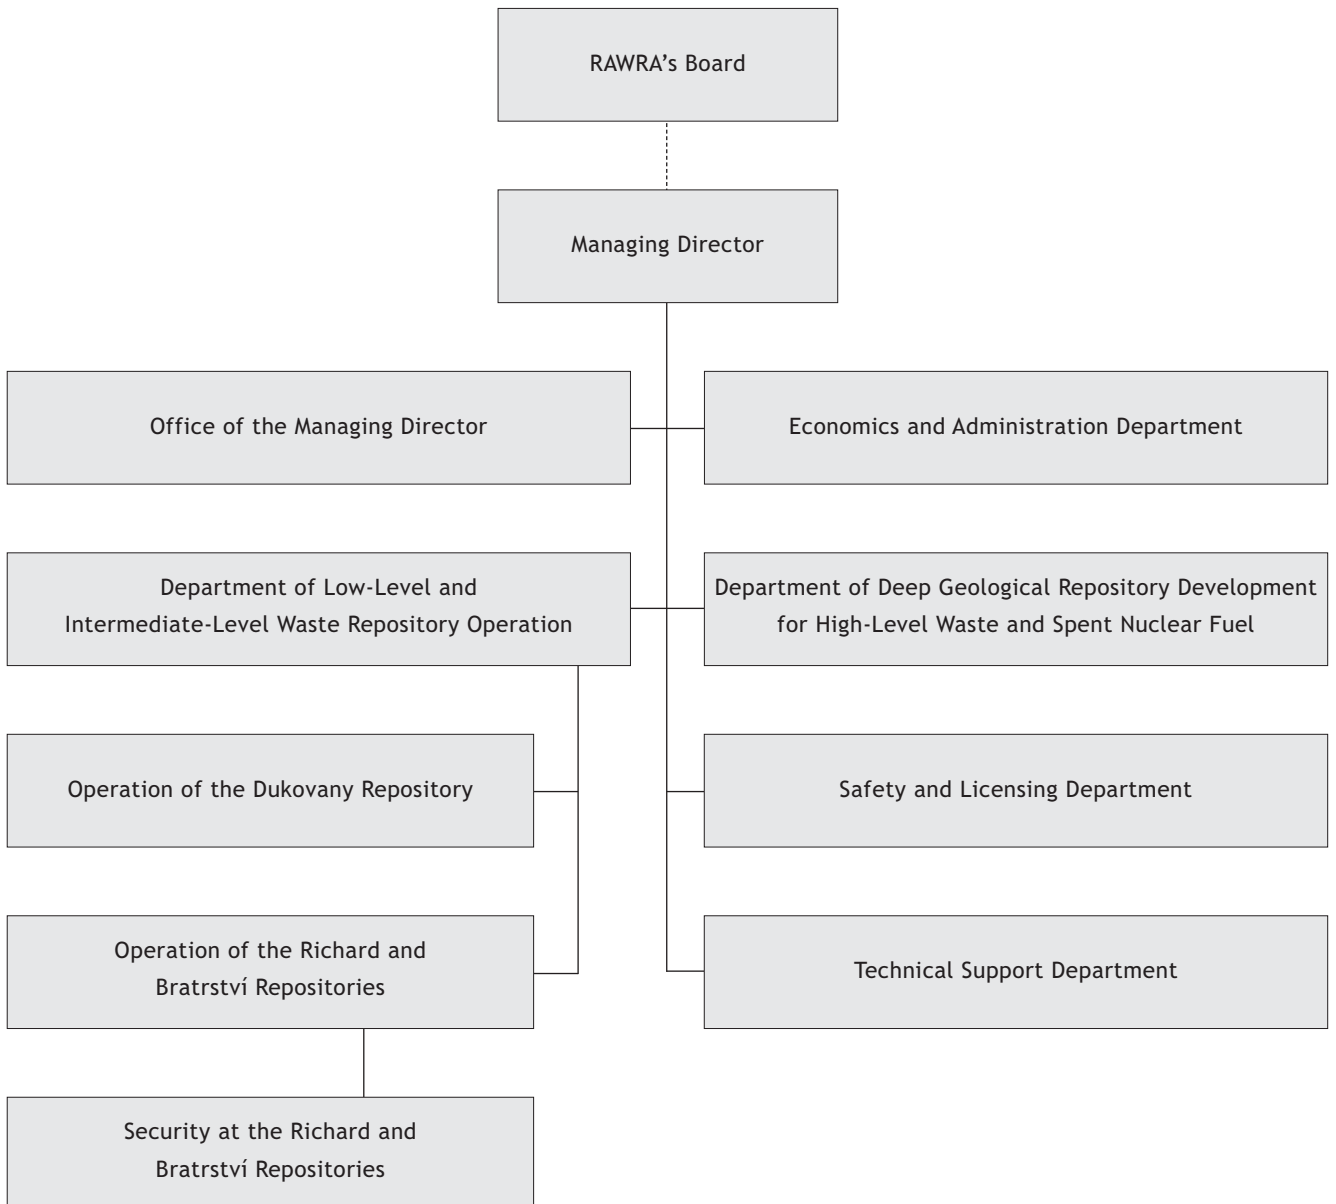 RAWRA’s Board
Managing Director
Office of the Managing Director
Economics and Administration Department
Department of Low-Level and
Intermediate-Level Waste Repository Operation
Department of Deep Geological Repository Development
for High-Level Waste and Spent Nuclear Fuel
Operation of the Dukovany Repository
Safety and Licensing Department
Operation of the Richard and
Bratrství Repositories
Technical Support Department
Security at the Richard and
Bratrství Repositories